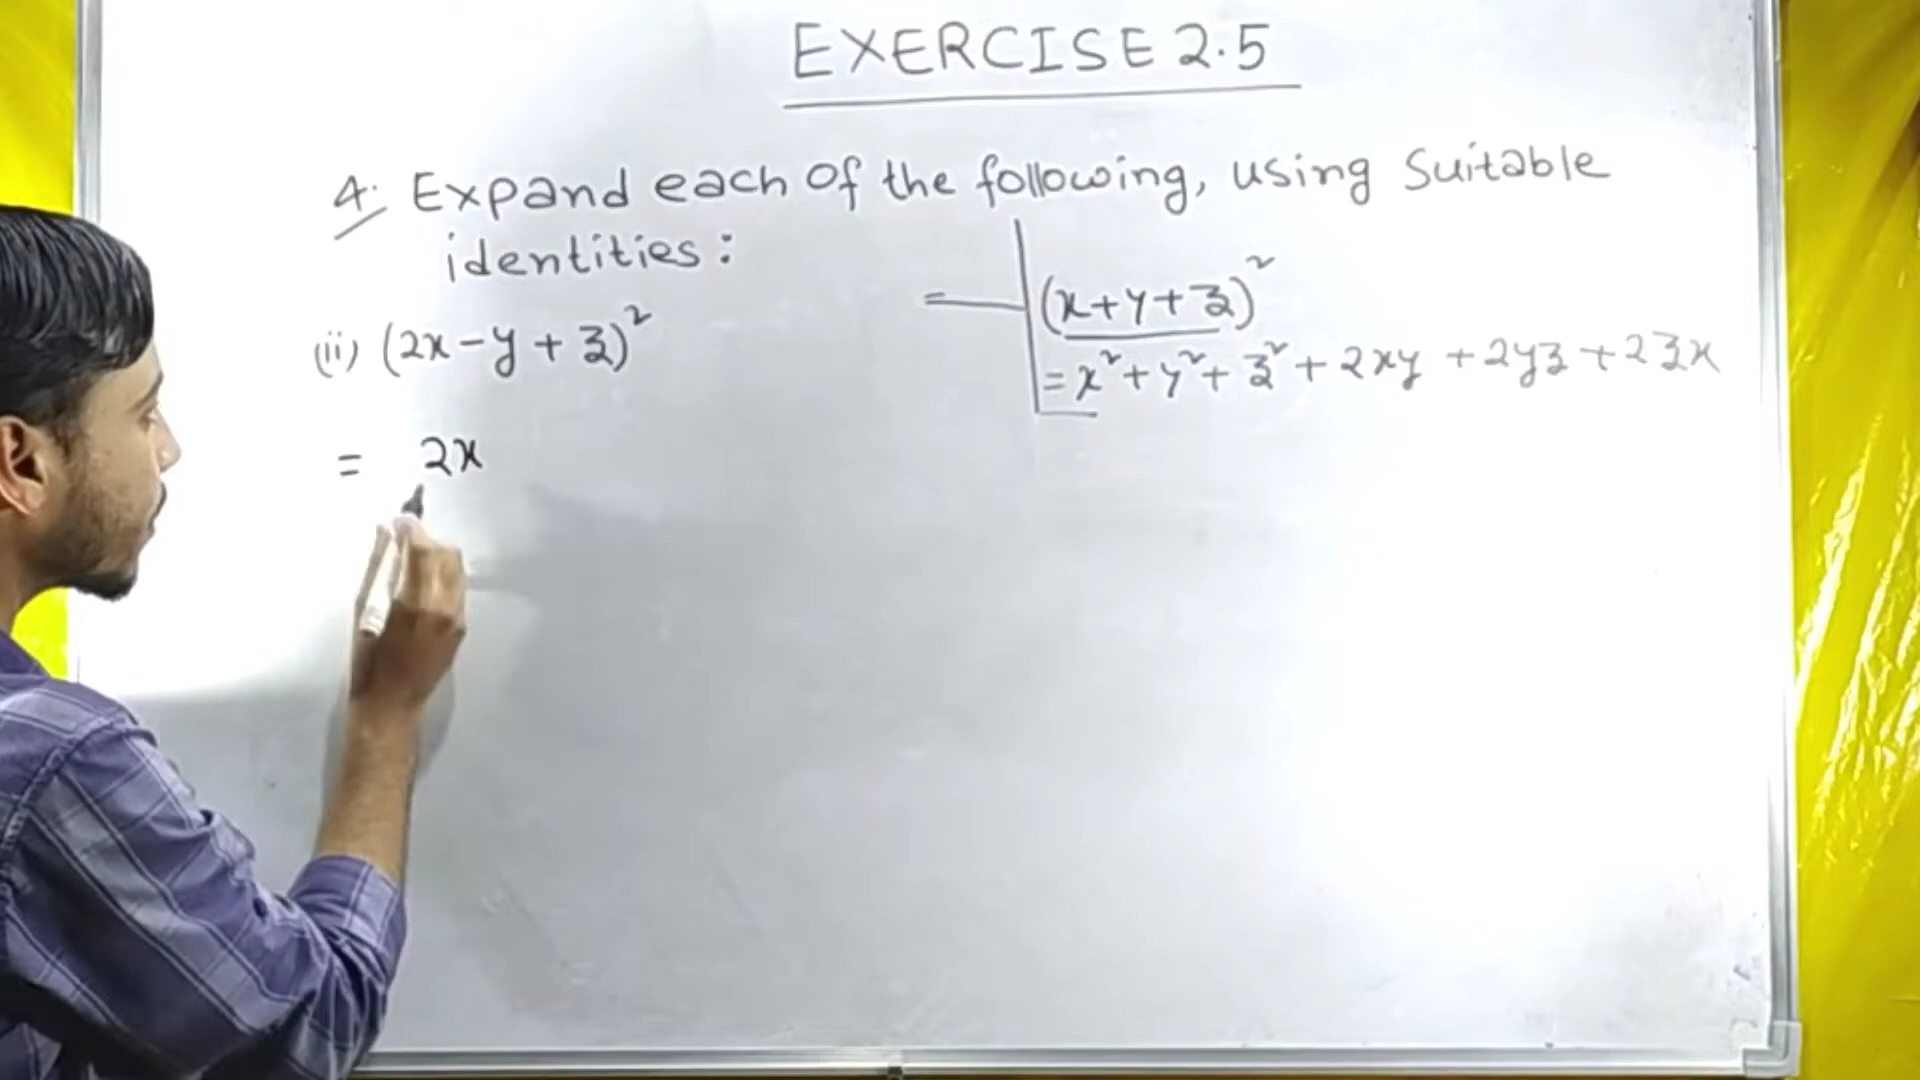 EXERCISE 2.5
4. Expand each of the following, using Suitable
identities:
(ii) (2x-y+z)²
= 2x
= (x+y+z)²
= x²+y²+z²+2xy+2yz+2zx